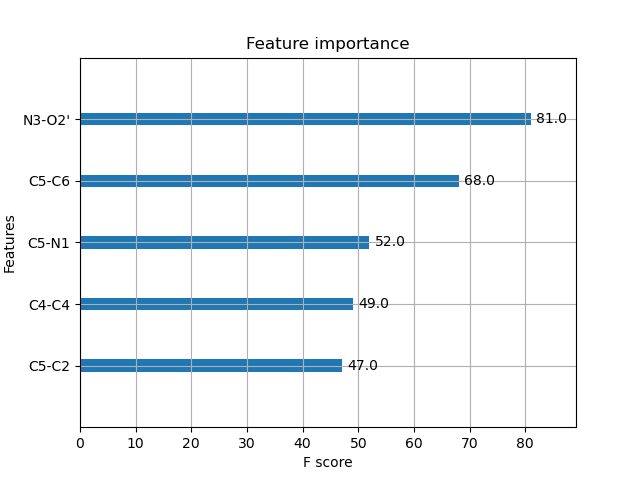 Feature importance
Features
N3-O2'
81.0
C5-C6
68.0
C5-N1
52.0
C4-C4
49.0
C5-C2
47.0
0 10 20 30 40 50 60 70 80
F score